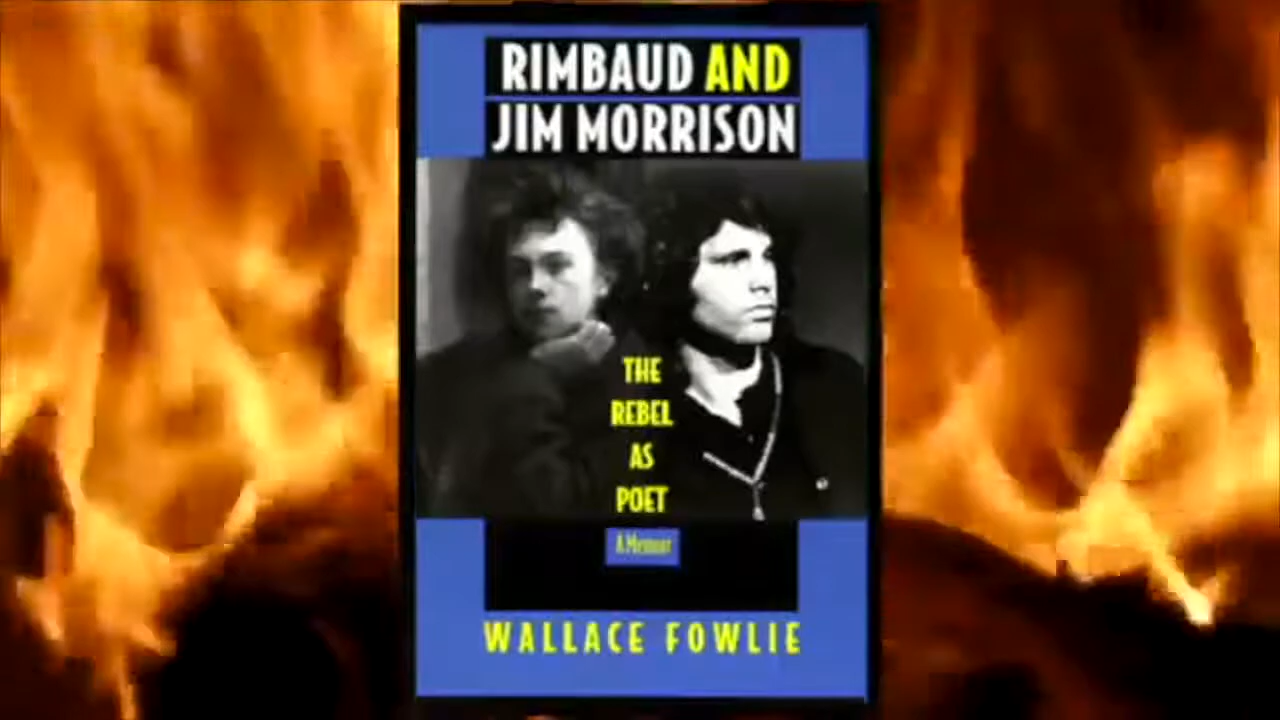 RIMBAUD AND
JIM MORRISON
THE
REBEL
AS
POET
A Memoir
WALLACE FOWLIE